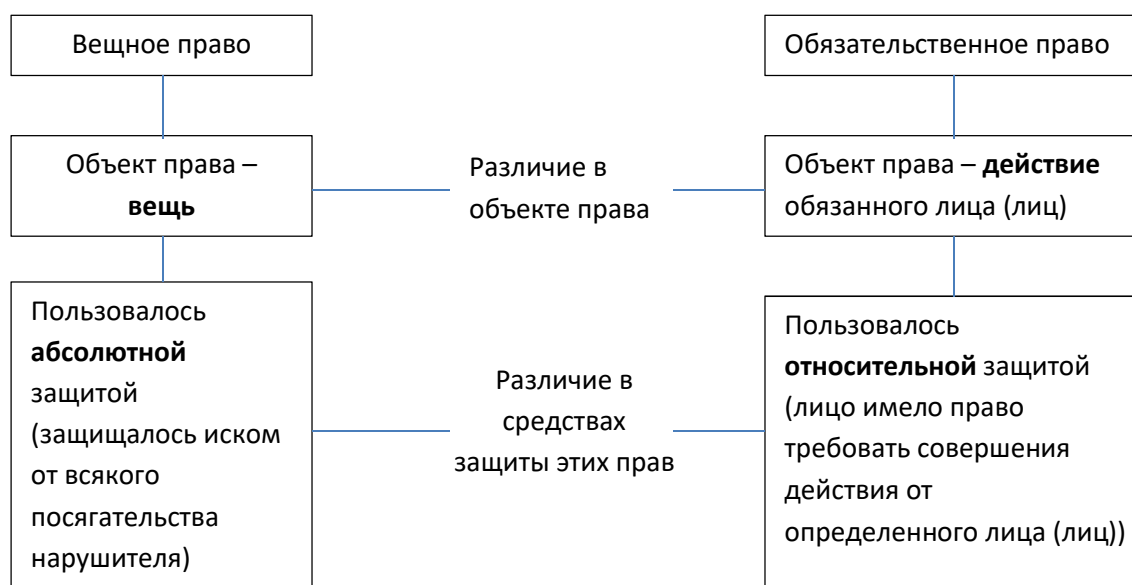 Вещное право
Обязательственное право
Объект права –
вещь
Различие в
объекте права
Объект права – действие
обязанного лица (лиц)
Пользовалось
абсолютной
защитой
(защищалось иском
от всякого
посягательства
нарушителя)
Различие в
средствах
защиты этих прав
Пользовалось
относительной защитой
(лицо имело право
требовать совершения
действия от
определенного лица (лиц))